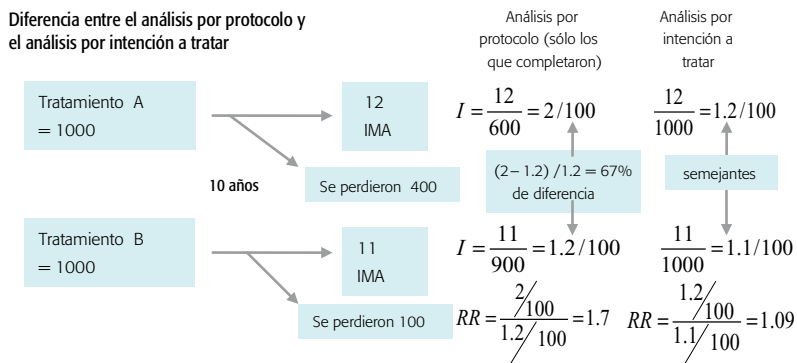 Diferencia entre el análisis por protocolo y
el análisis por intención a tratar
Análisis por
protocolo (sólo los
que completaron)
Análisis por
intención a
tratar
Tratamiento A
= 1000
12
IMA
I = 12/600 = 2/100
12/1000 = 1.2/100
10 años
Se perdieron 400
(2 – 1.2) /1.2 = 67%
de diferencia
semejantes
Tratamiento B
= 1000
11
IMA
I = 11/900 = 1.2/100
11/1000 = 1.1/100
Se perdieron 100
RR = 2/100 / 1.2/100 = 1.7
RR = 1.2/100 / 1.1/100 = 1.09